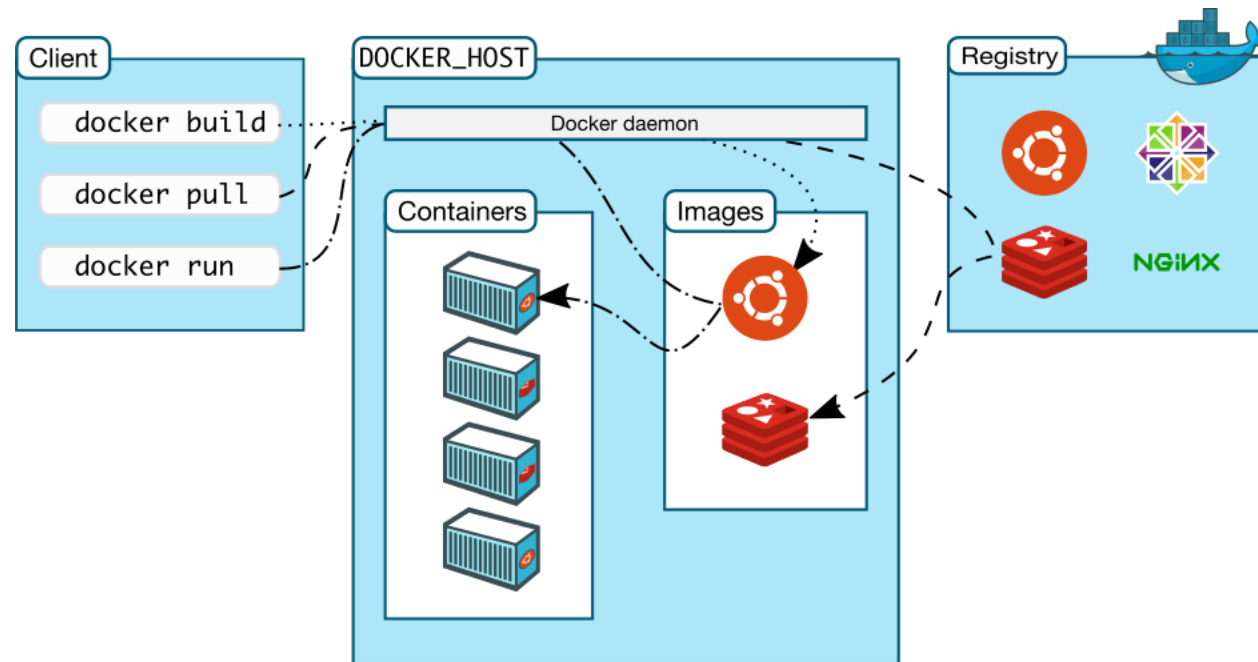 Client
docker build
docker pull
docker run
DOCKER_HOST
Docker daemon
Containers
Images
Registry
NGiNX